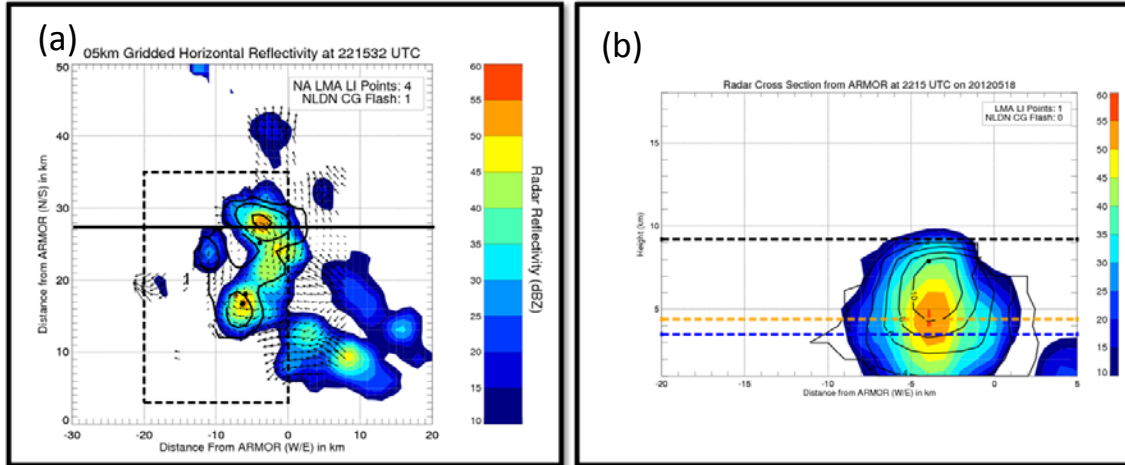 (a)
05km Gridded Horizontal Reflectivity at 221532 UTC
NA LMA LI Points: 4
NLDN CG Flash: 1
50
40
30
20
10
0
Distance from ARMOR (N/S) in km
-30 -20 -10 0 10 20
Distance From ARMOR (W/E) in km
60
55
50
45
40
35
30
25
20
15
10
Radar Reflectivity (dBZ)
(b)
Radar Cross Section from ARMOR at 2215 UTC on 20120518
LMA LI Points: 1
NLDN CG Flash: 0
15
10
5
Height (km)
-20 -15 -10 -5 0 5
Distance from ARMOR (W/E) in km
60
55
50
45
40
35
30
25
20
15
10